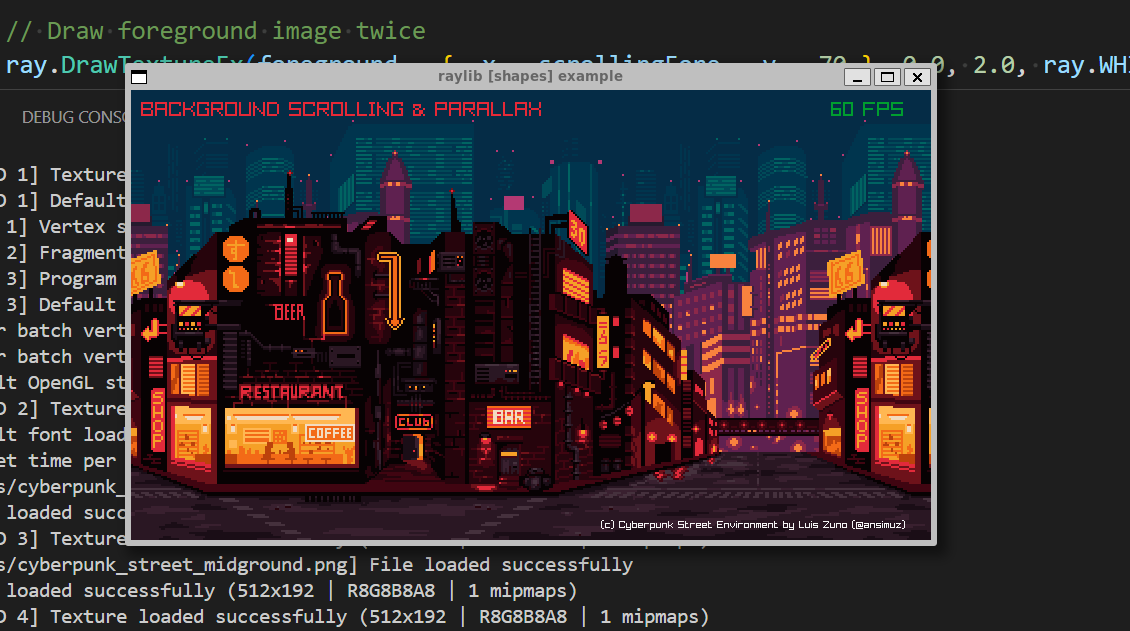 // Draw foreground image twice
ray.DrawTextureEx(foreground, .{ .x = scrollingFore, .y = 70 }, 0.0, 2.0, ray.WHI
raylib [shapes] example
DEBUG CONSO
BACKGROUND SCROLLING & PARALLAX
60 FPS
D 1] Texture
D 1] Default
1] Vertex s
2] Fragment
3] Program
3] Default
r batch vert
r batch vert
lt OpenGL st
D 2] Texture
lt font load
et time per
s/cyberpunk_
loaded succ
D 3] Texture
BEER
RESTAURANT
COFFEE
CLUB
BAR
SHOP
SHOP
(c) Cyberpunk Street Environment by Luis Zuno (@ansimuz)
s/cyberpunk_street_midground.png] File loaded successfully
loaded successfully (512x192 | R8G8B8A8 | 1 mipmaps)
D 4] Texture loaded successfully (512x192 | R8G8B8A8 | 1 mipmaps)